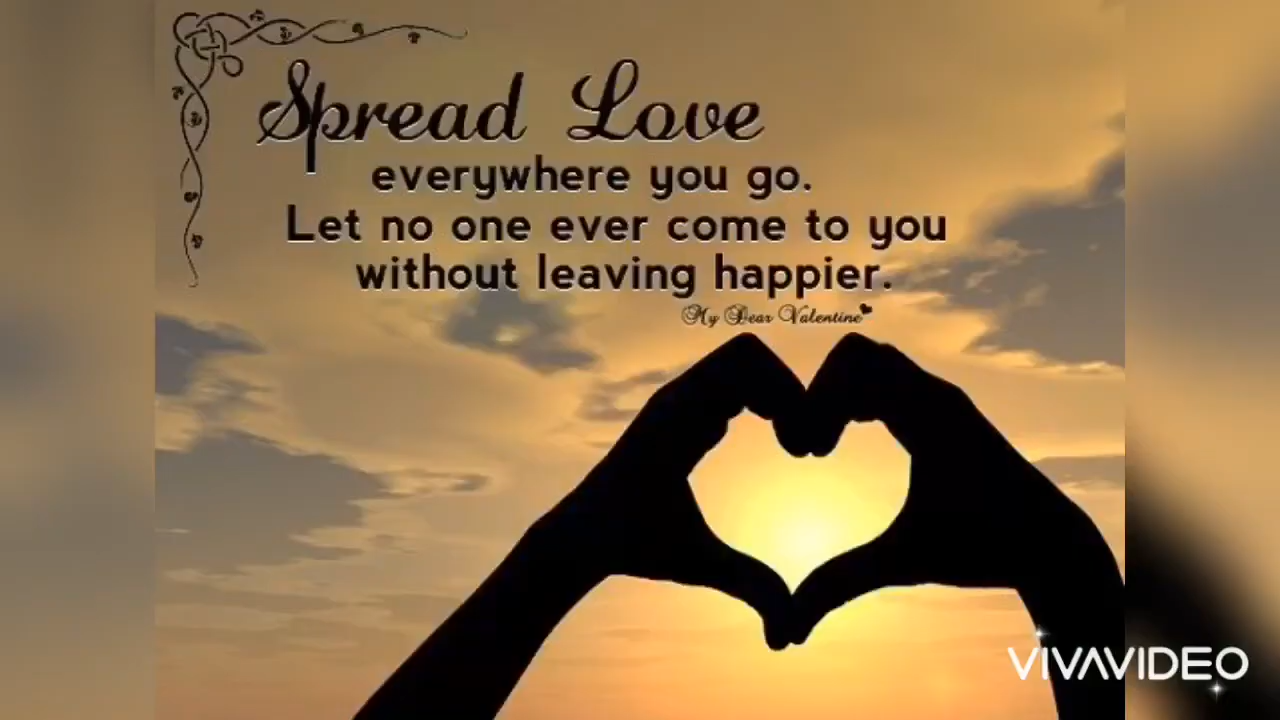 Spread Love
everywhere you go.
Let no one ever come to you
without leaving happier.
My Dear Valentine
VIVAVIDEO